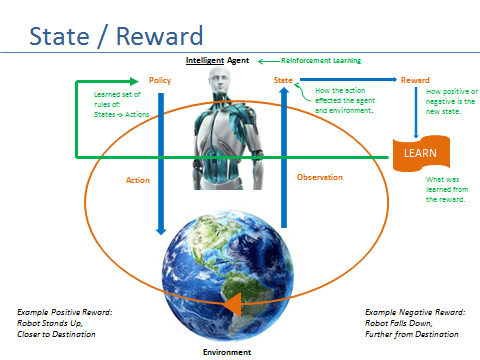 State / Reward
Intelligent Agent
Reinforcement Learning
Policy
State
Reward
Learned set of
rules of:
States -> Actions
How the action
effected the agent
and environment.
How positive or
negative is the
new state.
LEARN
Action
Observation
What was
learned from
the reward.
Example Positive Reward:
Robot Stands Up,
Closer to Destination
Example Negative Reward:
Robot Falls Down,
Further from Destination
Environment